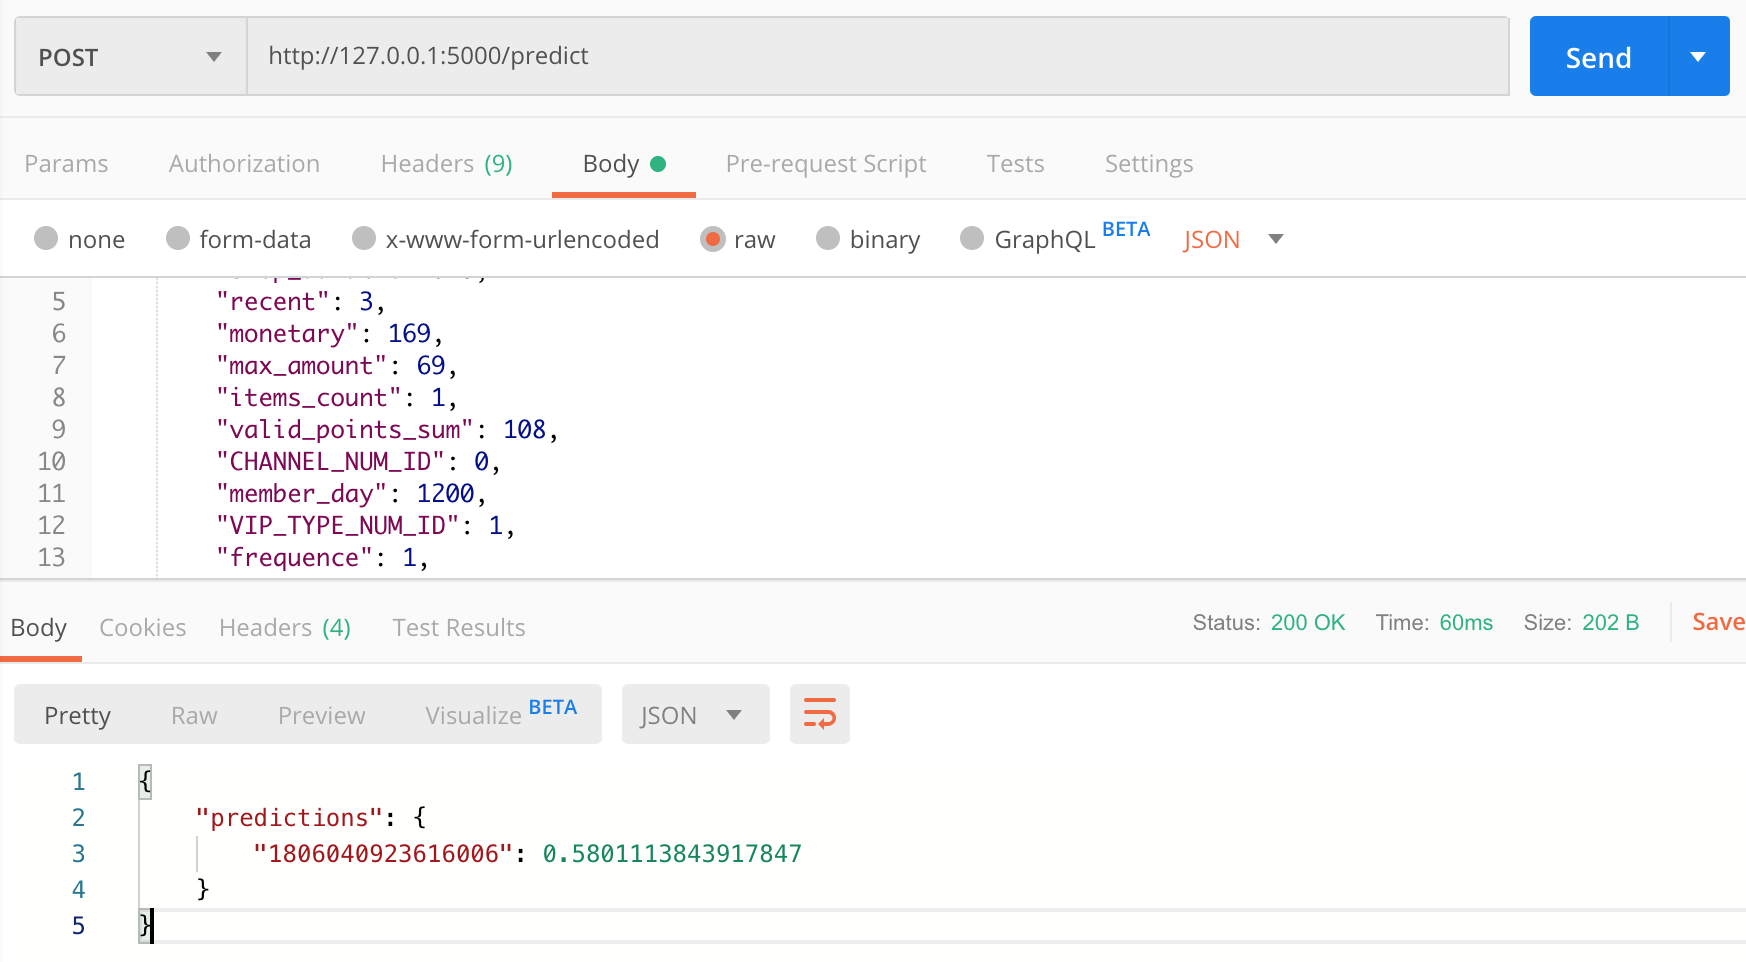 POST http://127.0.0.1:5000/predict Send
Params Authorization Headers (9) Body Pre-request Script Tests Settings
none form-data x-www-form-urlencoded raw binary GraphQL BETA JSON
5 "recent": 3,
6 "monetary": 169,
7 "max_amount": 69,
8 "items_count": 1,
9 "valid_points_sum": 108,
10 "CHANNEL_NUM_ID": 0,
11 "member_day": 1200,
12 "VIP_TYPE_NUM_ID": 1,
13 "frequence": 1,
Body Cookies Headers (4) Test Results Status: 200 OK Time: 60ms Size: 202 B Save
Pretty Raw Preview Visualize BETA JSON
1 {
2 "predictions": {
3 "1806040923616006": 0.5801113843917847
4 }
5 }